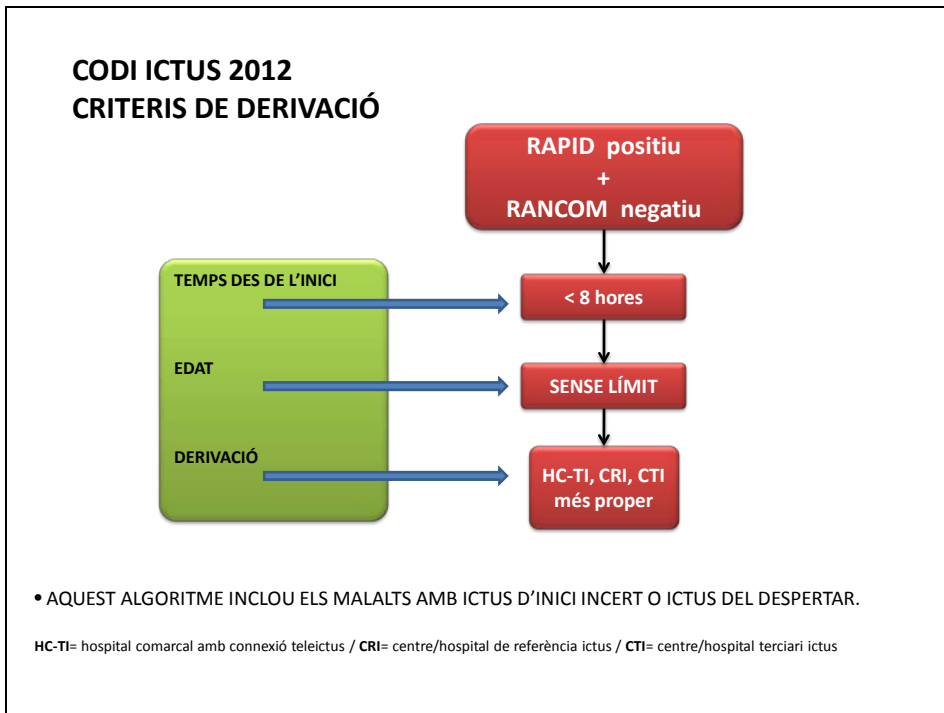 CODI ICTUS 2012
CRITERIS DE DERIVACIÓ
RAPID positiu
+
RANCOM negatiu
TEMPS DES DE L’INICI
< 8 hores
EDAT
SENSE LÍMIT
DERIVACIÓ
HC-TI, CRI, CTI
més proper
• AQUEST ALGORITME INCLOU ELS MALALTS AMB ICTUS D’INICI INCERT O ICTUS DEL DESPERTAR.
HC-TI= hospital comarcal amb connexió teleictus / CRI= centre/hospital de referència ictus / CTI= centre/hospital terciari ictus